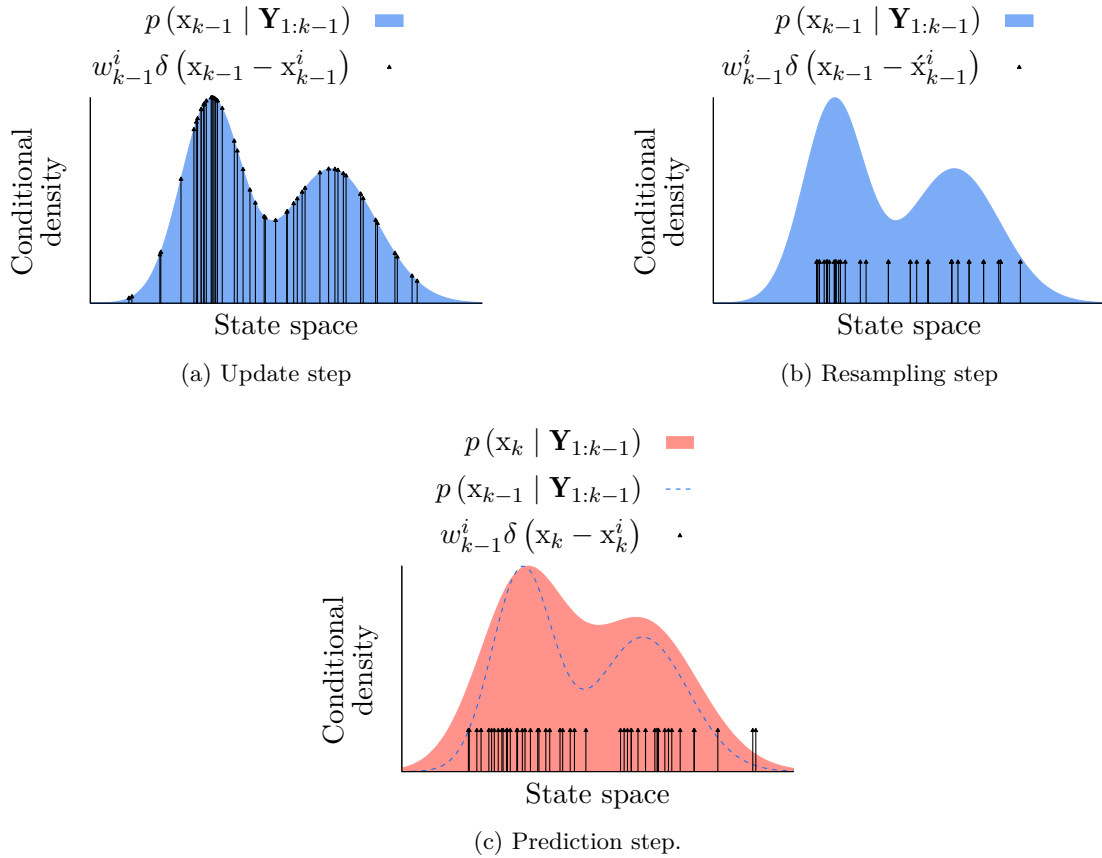 p (x_{k−1} | Y_{1:k−1})
w^i_{k−1}δ (x_{k−1} − x^i_{k−1})
Conditional
density
State space
(a) Update step
p (x_{k−1} | Y_{1:k−1})
w^i_{k−1}δ (x_{k−1} − x́^i_{k−1})
Conditional
density
State space
(b) Resampling step
p (x_k | Y_{1:k−1})
p (x_{k−1} | Y_{1:k−1})
w^i_{k−1}δ (x_k − x^i_k)
Conditional
density
State space
(c) Prediction step.